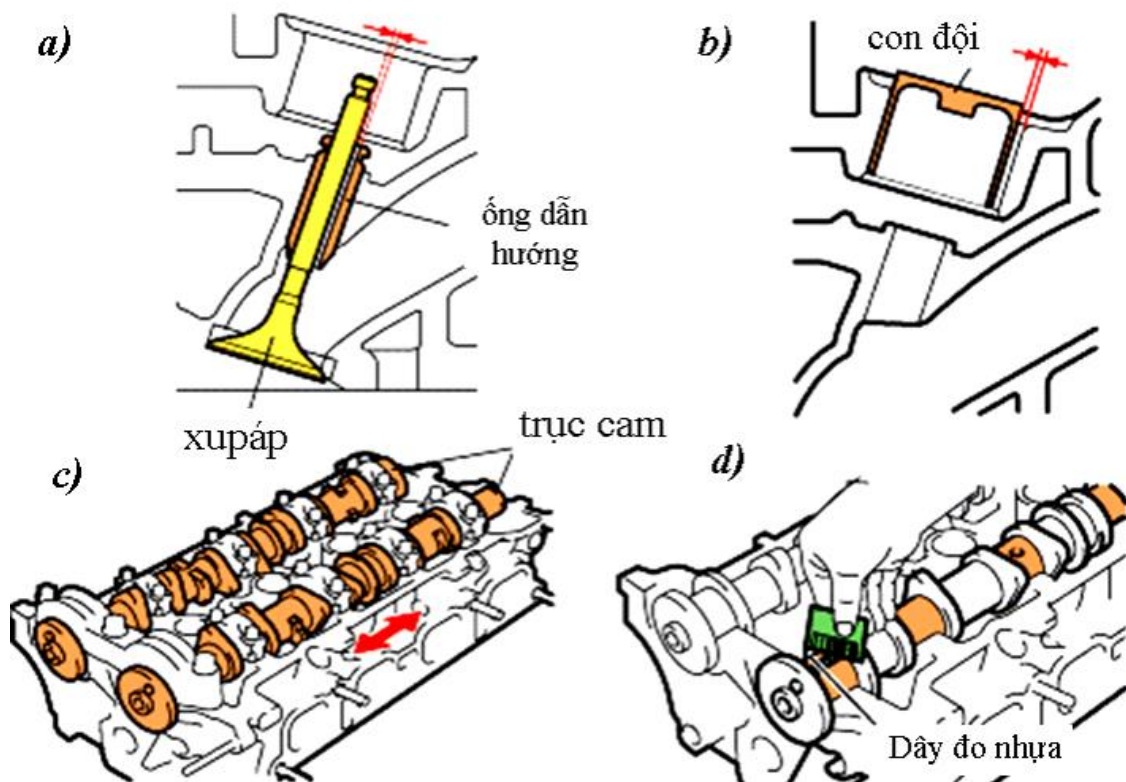 a)
ống dẫn
hướng
xupáp
b)
con đội
trục cam
c)
d)
Dây đo nhựa